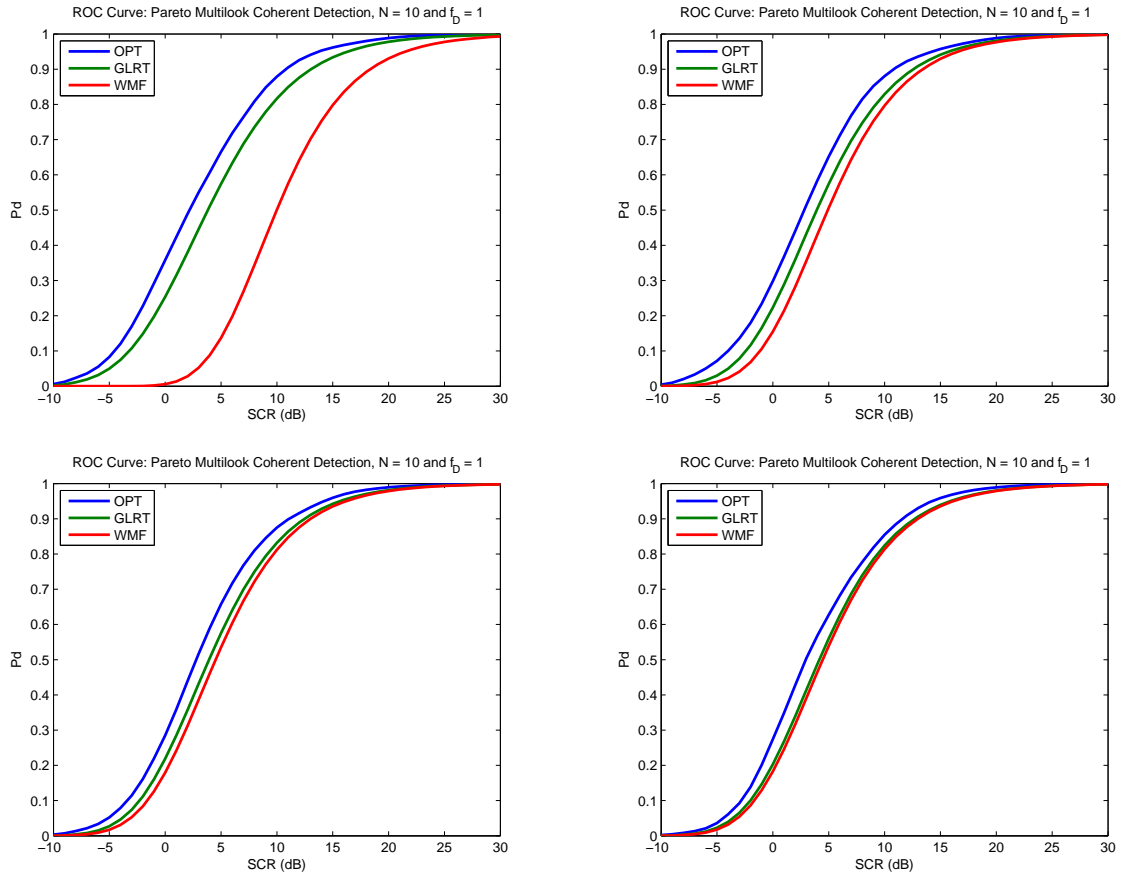 ROC Curve: Pareto Multilook Coherent Detection, N = 10 and f_D = 1
1
0.9
0.8
0.7
0.6
0.5
0.4
0.3
0.2
0.1
0
Pd
OPT
GLRT
WMF
−10 −5 0 5 10 15 20 25 30
SCR (dB)
ROC Curve: Pareto Multilook Coherent Detection, N = 10 and f_D = 1
1
0.9
0.8
0.7
0.6
0.5
0.4
0.3
0.2
0.1
0
Pd
OPT
GLRT
WMF
−10 −5 0 5 10 15 20 25 30
SCR (dB)
ROC Curve: Pareto Multilook Coherent Detection, N = 10 and f_D = 1
1
0.9
0.8
0.7
0.6
0.5
0.4
0.3
0.2
0.1
0
Pd
OPT
GLRT
WMF
−10 −5 0 5 10 15 20 25 30
SCR (dB)
ROC Curve: Pareto Multilook Coherent Detection, N = 10 and f_D = 1
1
0.9
0.8
0.7
0.6
0.5
0.4
0.3
0.2
0.1
0
Pd
OPT
GLRT
WMF
−10 −5 0 5 10 15 20 25 30
SCR (dB)